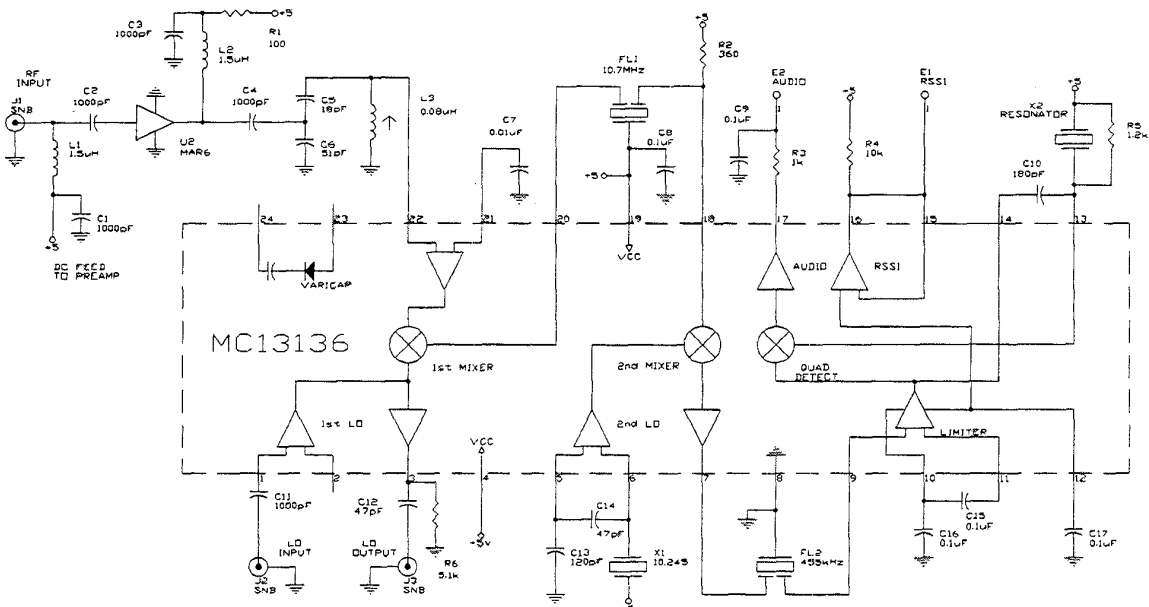 C3
1000pF
+5
R1
100
L2
1.5uH
RF
INPUT
J1
SNB
C2
1000pF
U2
MAR6
C4
1000pF
L1
1.5uH
C1
1000pF
+5
DC FEED
TO PREAMP
C5
18pF
C6
51pF
L3
0.08uH
C7
0.01uF
FL1
10.7MHz
+5
R2
360
C8
0.1uF
+5
VCC
E2
AUDIO
1
C9
0.1uF
R3
1k
+5
R4
10k
E1
RSSI
1
+5
X2
RESONATOR
R5
1.2k
C10
180pF
24
23
22
21
20
19
18
17
16
15
14
13
VARICAP
MC13136
1st MIXER
1st LO
2nd MIXER
2nd LO
AUDIO
RSSI
QUAD
DETECT
LIMITER
VCC
1
2
3
4
5
6
7
8
9
10
11
12
C11
1000pF
LO
INPUT
J2
SNB
C12
47pF
LO
OUTPUT
J3
SNB
R6
5.1k
+5v
C14
47pF
C13
120pF
X1
10.245
FL2
455kHz
C15
0.1uF
C16
0.1uF
C17
0.1uF